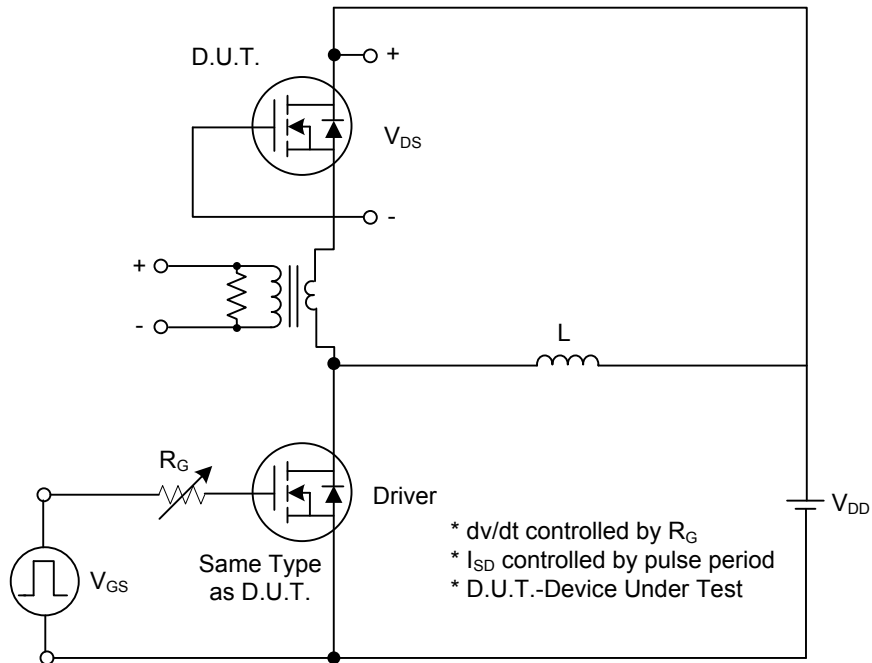 D.U.T.
+
V_DS
-
+
-
L
R_G
Driver
V_DD
V_GS
Same Type
as D.U.T.
* dv/dt controlled by R_G
* I_SD controlled by pulse period
* D.U.T.-Device Under Test